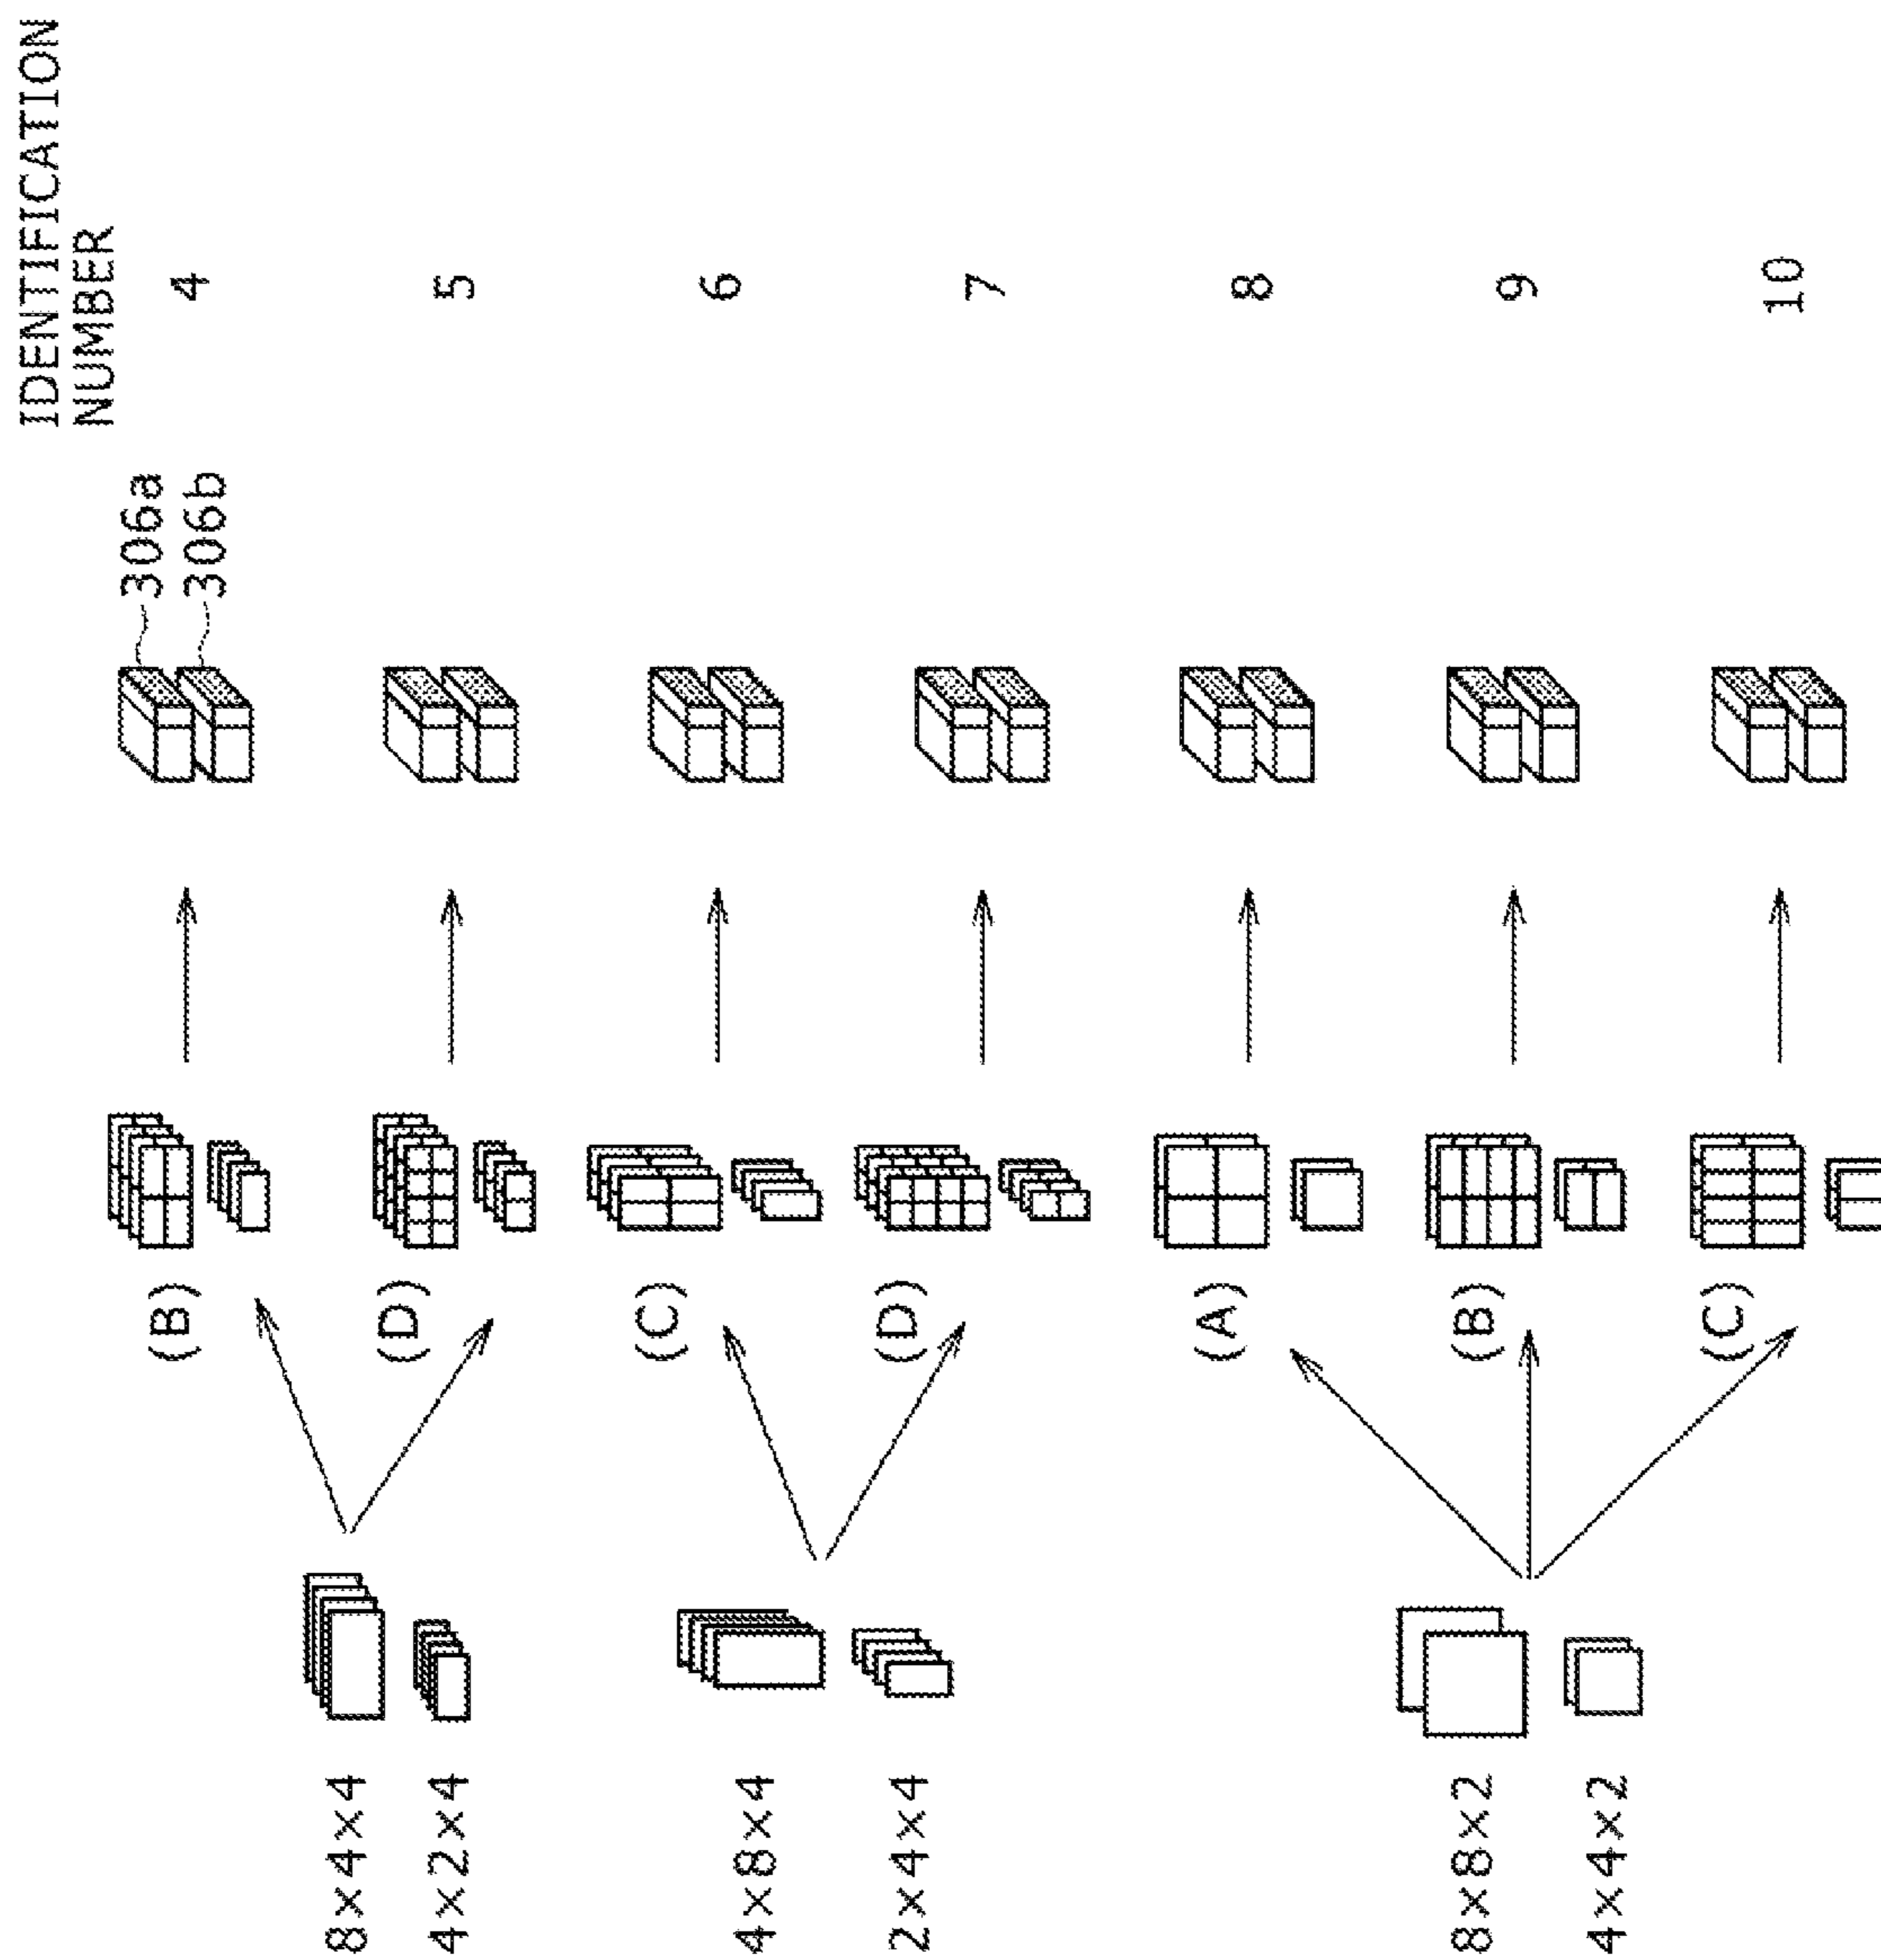 IDENTIFICATION
NUMBER
306a
306b
8×4×4
4×2×4
(B)
4
(D)
5
4×8×4
2×4×4
(C)
6
(D)
7
8×8×2
4×4×2
(A)
8
(B)
9
(C)
10